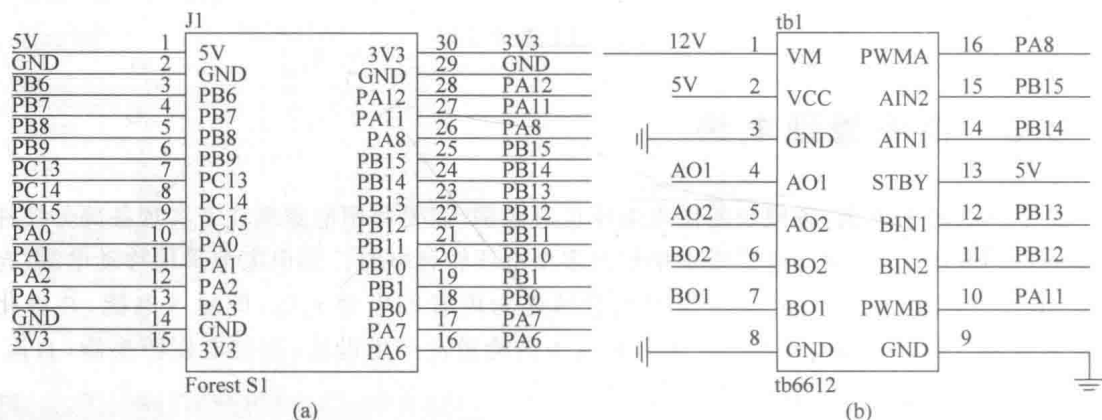 J1
5V 1 5V 3V3 30 3V3
GND 2 GND GND 29 GND
PB6 3 PB6 PA12 28 PA12
PB7 4 PB7 PA11 27 PA11
PB8 5 PB8 PA8 26 PA8
PB9 6 PB9 PB15 25 PB15
PC13 7 PC13 PB14 24 PB14
PC14 8 PC14 PB13 23 PB13
PC15 9 PC15 PB12 22 PB12
PA0 10 PA0 PB11 21 PB11
PA1 11 PA1 PB10 20 PB10
PA2 12 PA2 PB1 19 PB1
PA3 13 PA3 PB0 18 PB0
GND 14 GND PA7 17 PA7
3V3 15 3V3 PA6 16 PA6
Forest S1
(a)
tb1
12V 1 VM PWMA 16 PA8
5V 2 VCC AIN2 15 PB15
3 GND AIN1 14 PB14
AO1 4 AO1 STBY 13 5V
AO2 5 AO2 BIN1 12 PB13
BO2 6 BO2 BIN2 11 PB12
BO1 7 BO1 PWMB 10 PA11
8 GND GND 9
tb6612
(b)